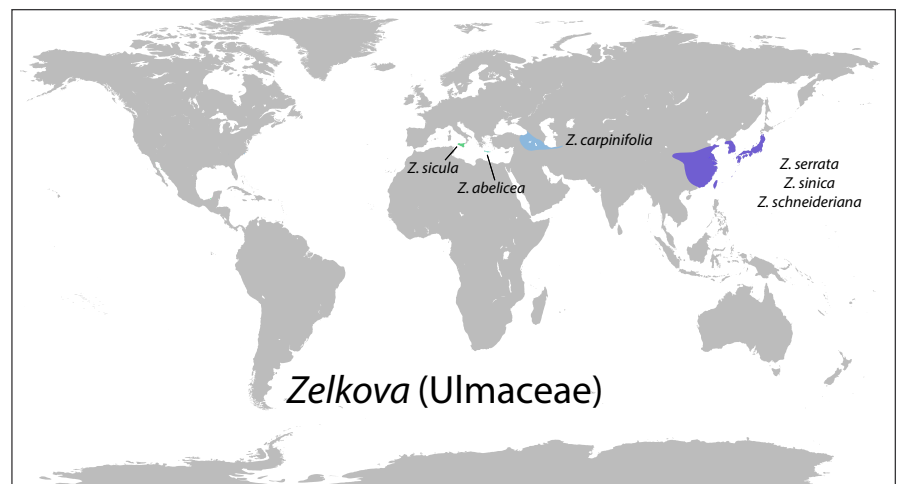 Z. carpinifolia
Z. sicula
Z. abelicea
Z. serrata
Z. sinica
Z. schneideriana
Zelkova (Ulmaceae)